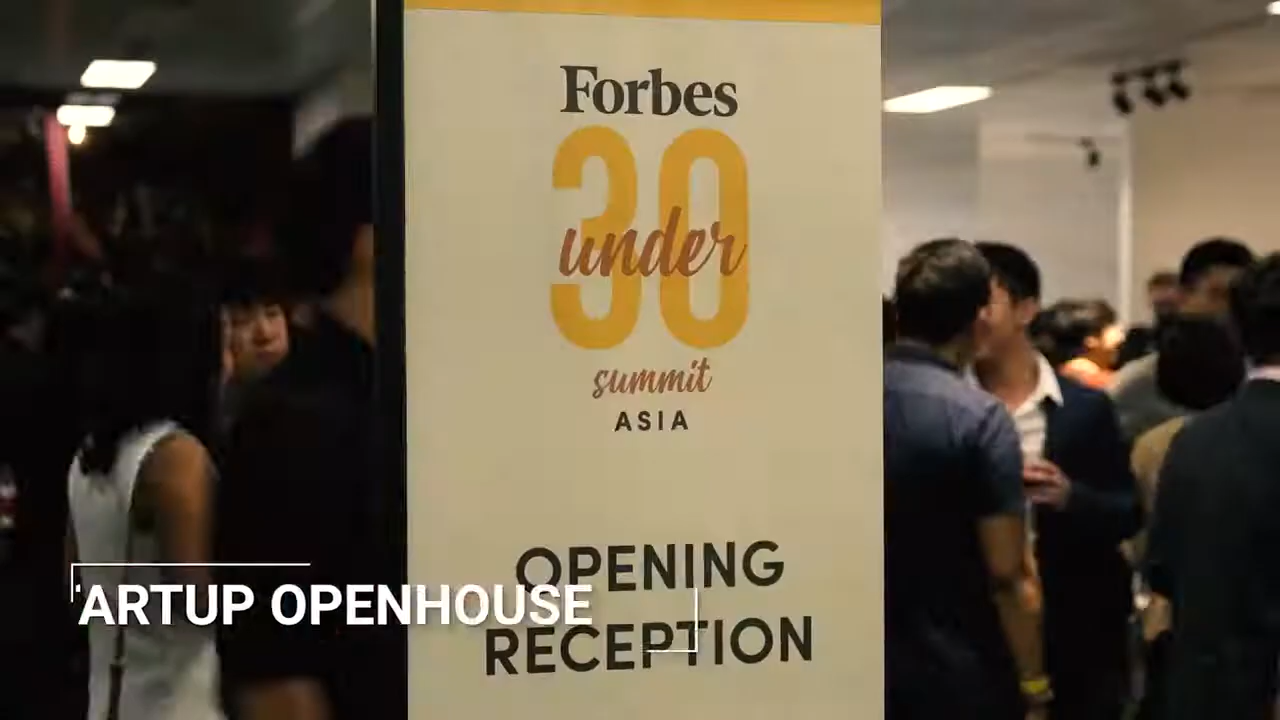 Forbes
30
under
summit
ASIA
OPENING
RECEPTION
ARTUP OPENHOUSE